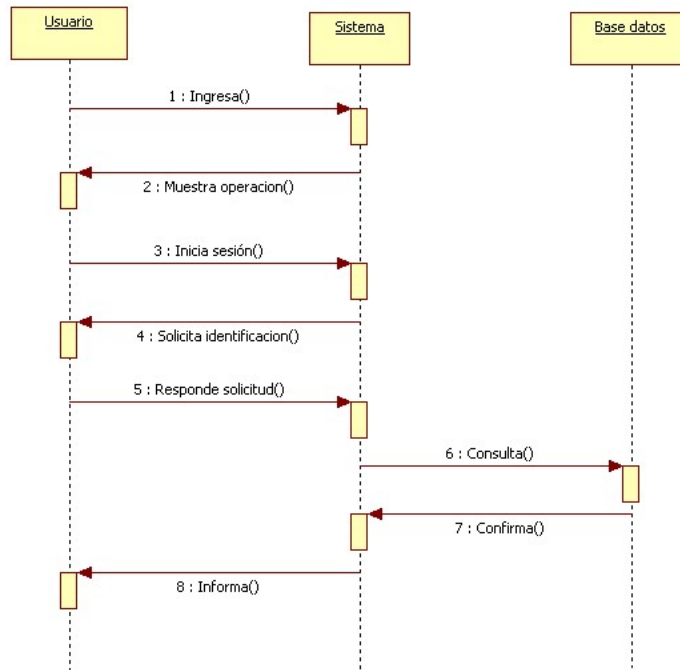 Usuario
Sistema
Base datos
1 : Ingresa()
2 : Muestra operacion()
3 : Inicia sesión()
4 : Solicita identificacion()
5 : Responde solicitud()
6 : Consulta()
7 : Confirma()
8 : Informa()